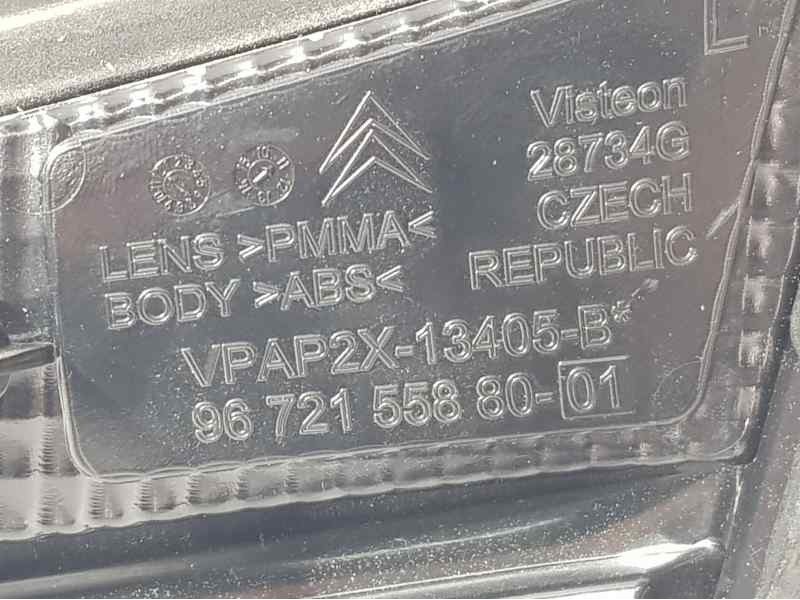 L
Visteon
28734G
CZECH
REPUBLIC
LENS >PMMA<
BODY >ABS<
VPAP2X-13405-B*
96 721 558 80-01